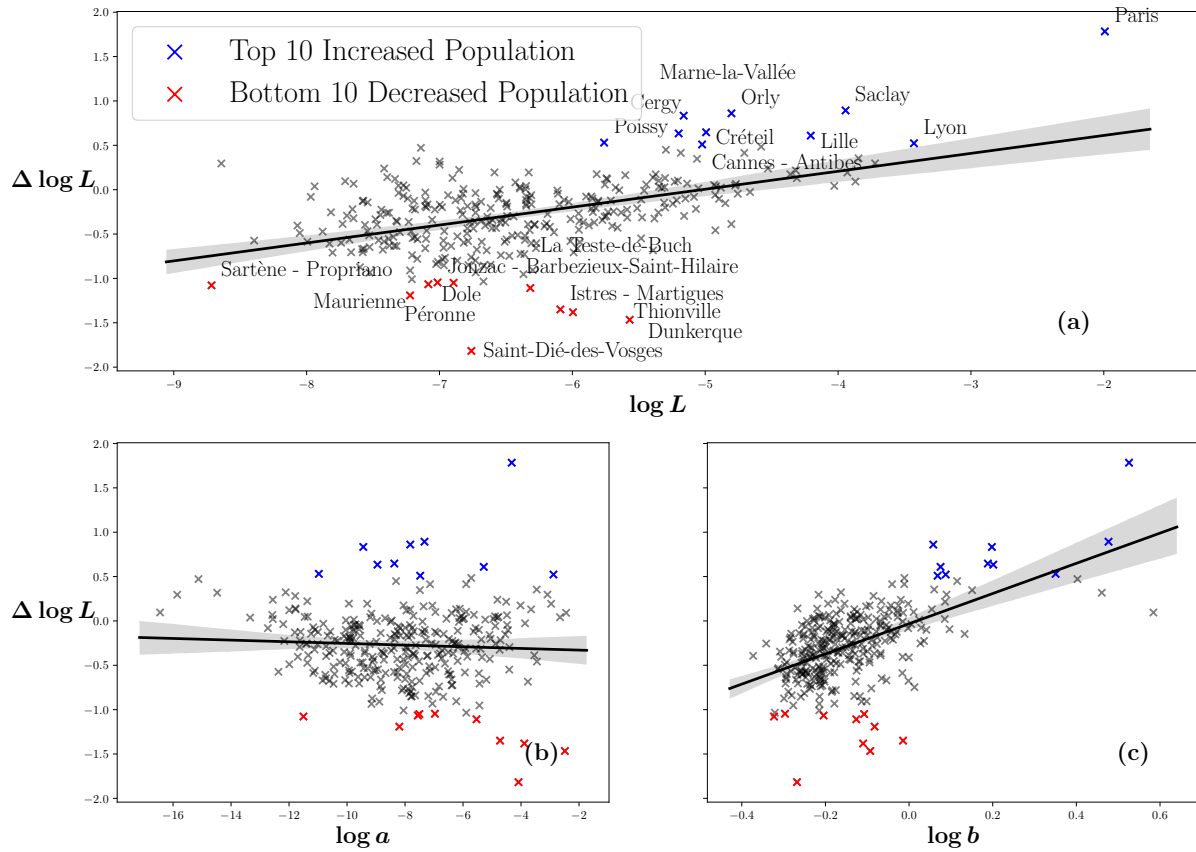 2.0
1.5
1.0
0.5
0.0
−0.5
−1.0
−1.5
−2.0
Δ log L
Top 10 Increased Population
Bottom 10 Decreased Population
Paris
Marne-la-Vallée
Cergy
Orly
Saclay
Poissy
Créteil
Lille
Lyon
Cannes - Antibes
La Teste-de-Buch
Sartène - Propriano
Jonzac - Barbezieux-Saint-Hilaire
Maurienne
Dole
Istres - Martigues
Péronne
Thionville
Dunkerque
Saint-Dié-des-Vosges
(a)
−9 −8 −7 −6 −5 −4 −3 −2
log L
2.0
1.5
1.0
0.5
0.0
−0.5
−1.0
−1.5
−2.0
Δ log L
(b)
−16 −14 −12 −10 −8 −6 −4 −2
log a
(c)
−0.4 −0.2 0.0 0.2 0.4 0.6
log b